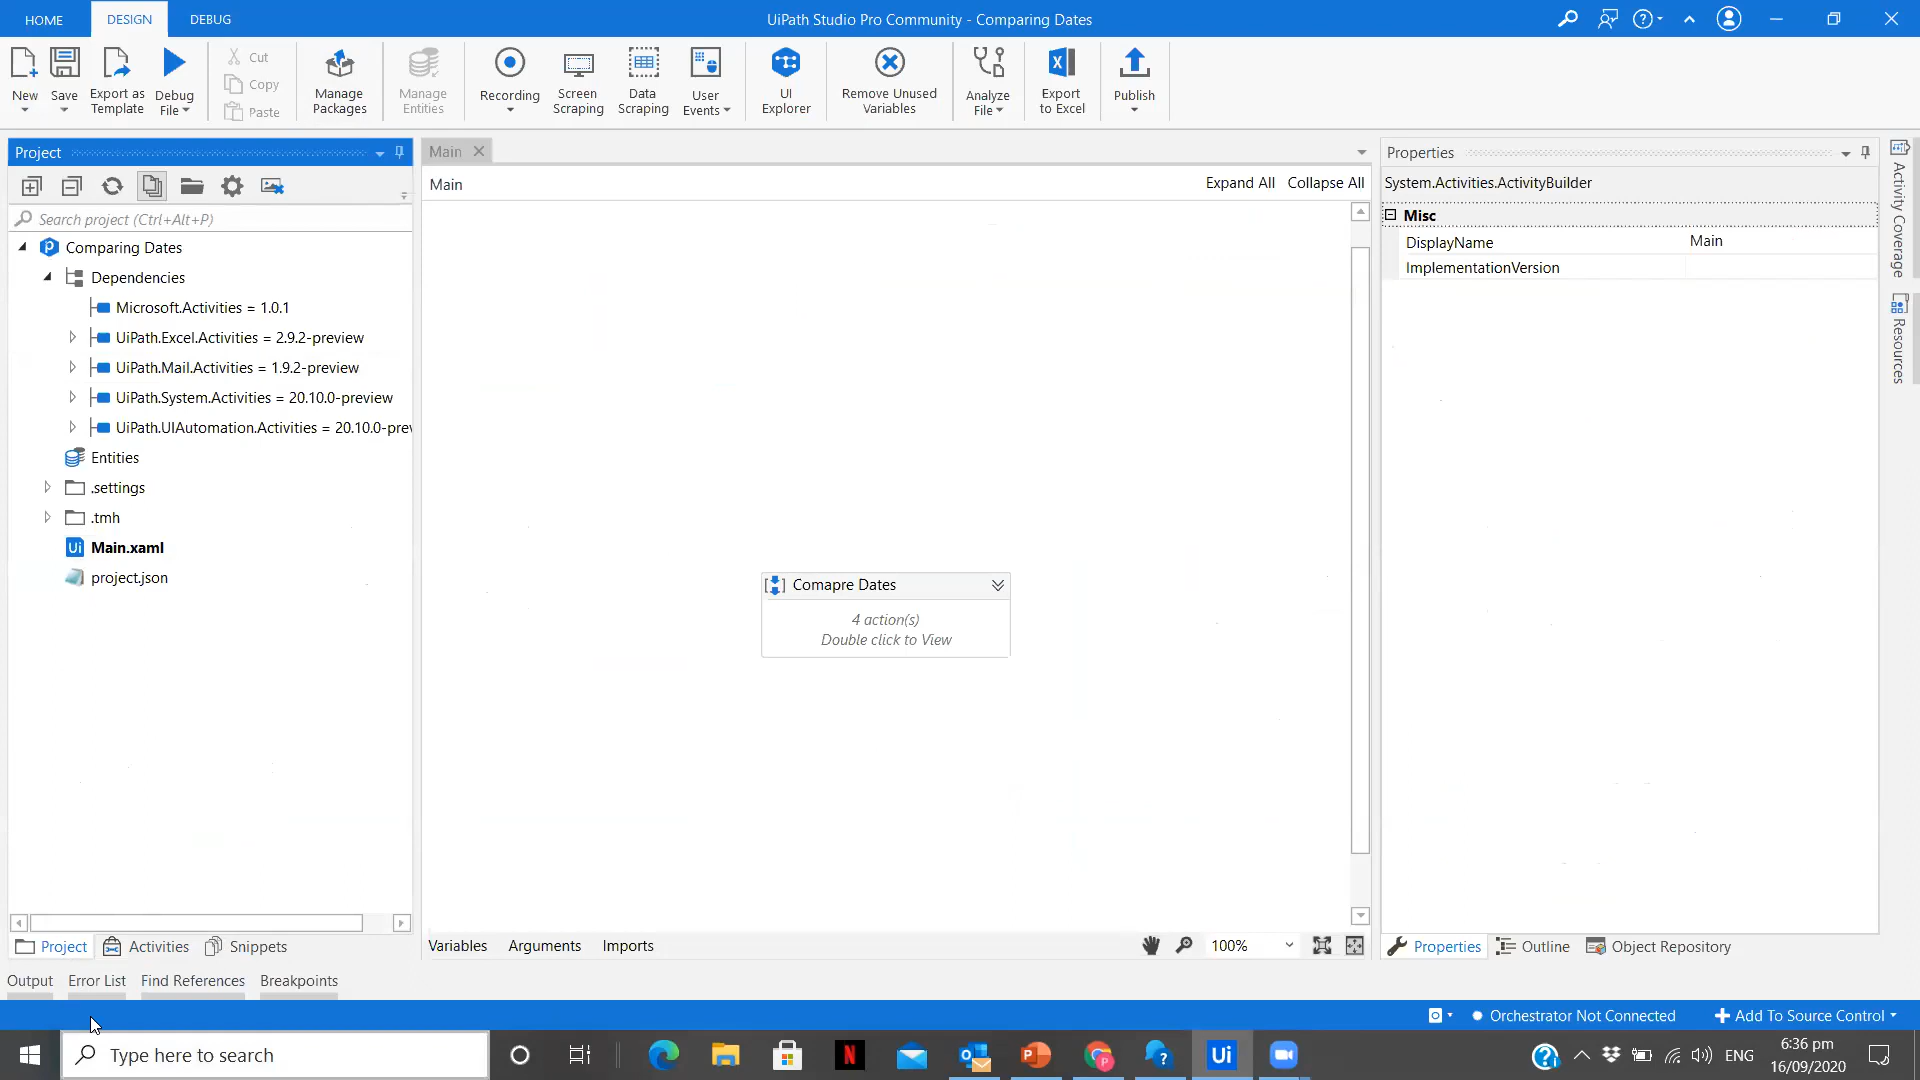 HOME
DESIGN
DEBUG
UiPath Studio Pro Community - Comparing Dates
New
Save
Export as
Template
Debug
File
Cut
Copy
Paste
Manage
Packages
Manage
Entities
Recording
Screen
Scraping
Data
Scraping
User
Events
UI
Explorer
Remove Unused
Variables
Analyze
File
Export
to Excel
Publish
Project
Search project (Ctrl+Alt+P)
Comparing Dates
Dependencies
Microsoft.Activities = 1.0.1
UiPath.Excel.Activities = 2.9.2-preview
UiPath.Mail.Activities = 1.9.2-preview
UiPath.System.Activities = 20.10.0-preview
UiPath.UIAutomation.Activities = 20.10.0-prev
Entities
.settings
.tmh
Main.xaml
project.json
Project
Activities
Snippets
Main
Main
Expand All
Collapse All
Comapre Dates
4 action(s)
Double click to View
Variables
Arguments
Imports
100%
Properties
System.Activities.ActivityBuilder
Misc
DisplayName
Main
ImplementationVersion
Activity Coverage
Resources
Properties
Outline
Object Repository
Output
Error List
Find References
Breakpoints
Orchestrator Not Connected
Add To Source Control
Type here to search
Ui
ENG
6:36 pm
16/09/2020